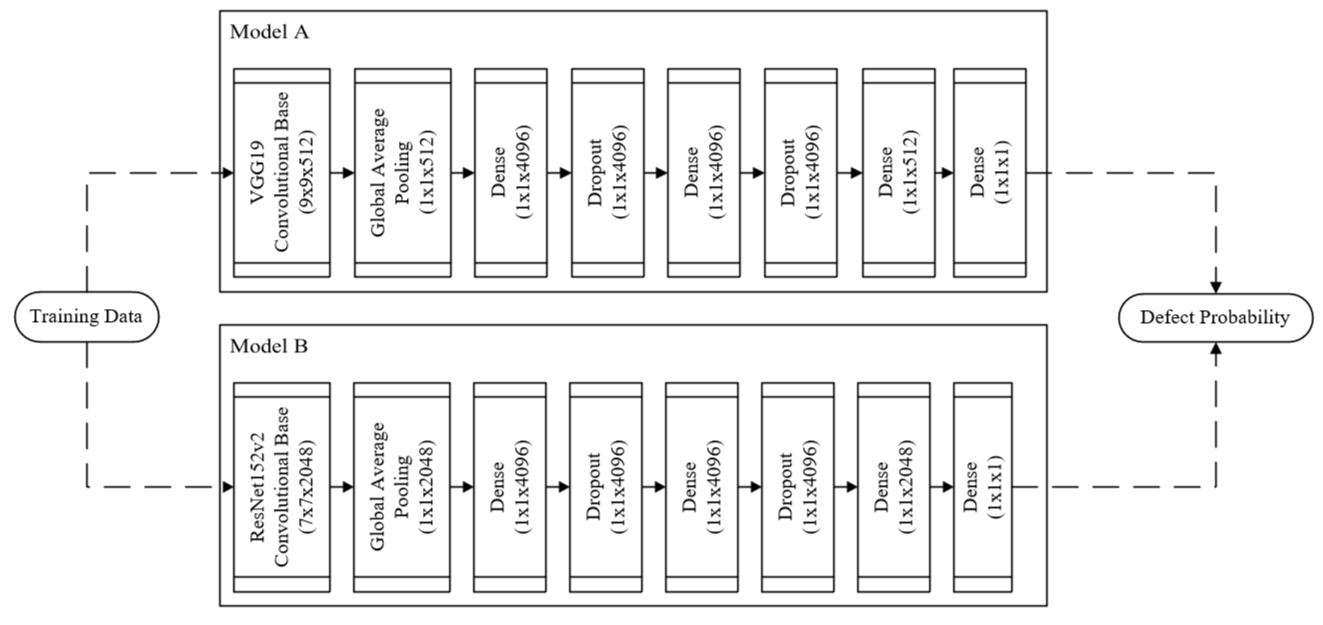 Model A
VGG19
Convolutional Base
(9x9x512)
Global Average
Pooling
(1x1x512)
Dense
(1x1x4096)
Dropout
(1x1x4096)
Dense
(1x1x4096)
Dropout
(1x1x4096)
Dense
(1x1x512)
Dense
(1x1x1)
Training Data
Defect Probability
Model B
ResNet152v2
Convolutional Base
(7x7x2048)
Global Average
Pooling
(1x1x2048)
Dense
(1x1x4096)
Dropout
(1x1x4096)
Dense
(1x1x4096)
Dropout
(1x1x4096)
Dense
(1x1x2048)
Dense
(1x1x1)